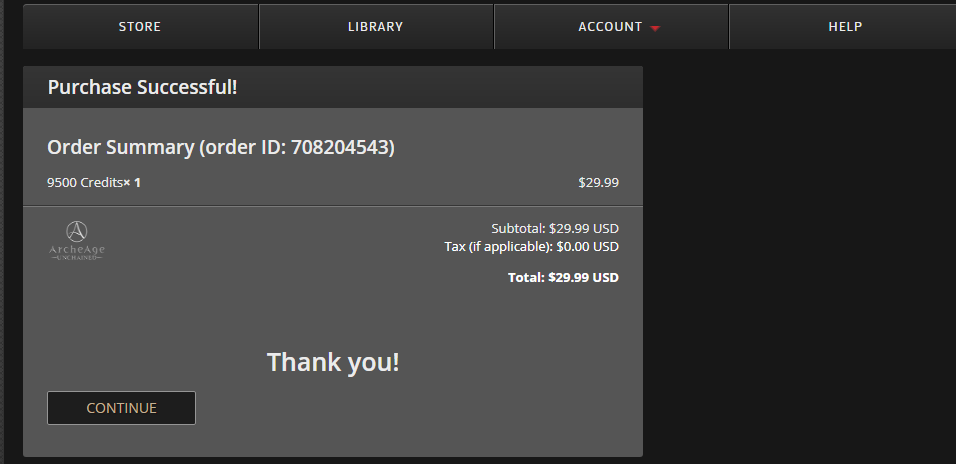 STORE LIBRARY ACCOUNT HELP
Purchase Successful!
Order Summary (order ID: 708204543)
9500 Credits× 1 $29.99
ArcheAge
UNCHAINED
Subtotal: $29.99 USD
Tax (if applicable): $0.00 USD
Total: $29.99 USD
Thank you!
CONTINUE